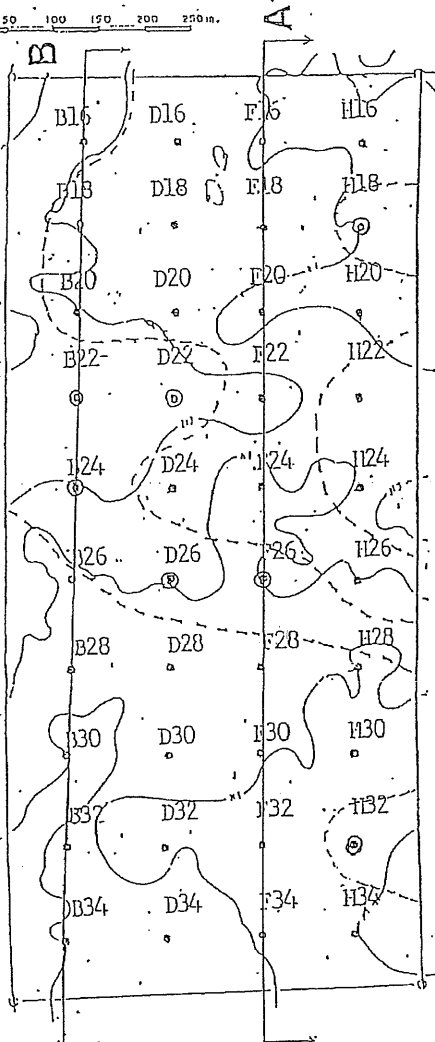 50 100 150 200 250 m.
B A
B16 D16 F16 H16
B18 D18 F18 H18
B20 D20 F20 H20
B22 D22 F22 H22
B24 D24 F24 H24
B26 D26 F26 H26
B28 D28 F28 H28
B30 D30 F30 H30
B32 D32 F32 H32
B34 D34 F34 H34